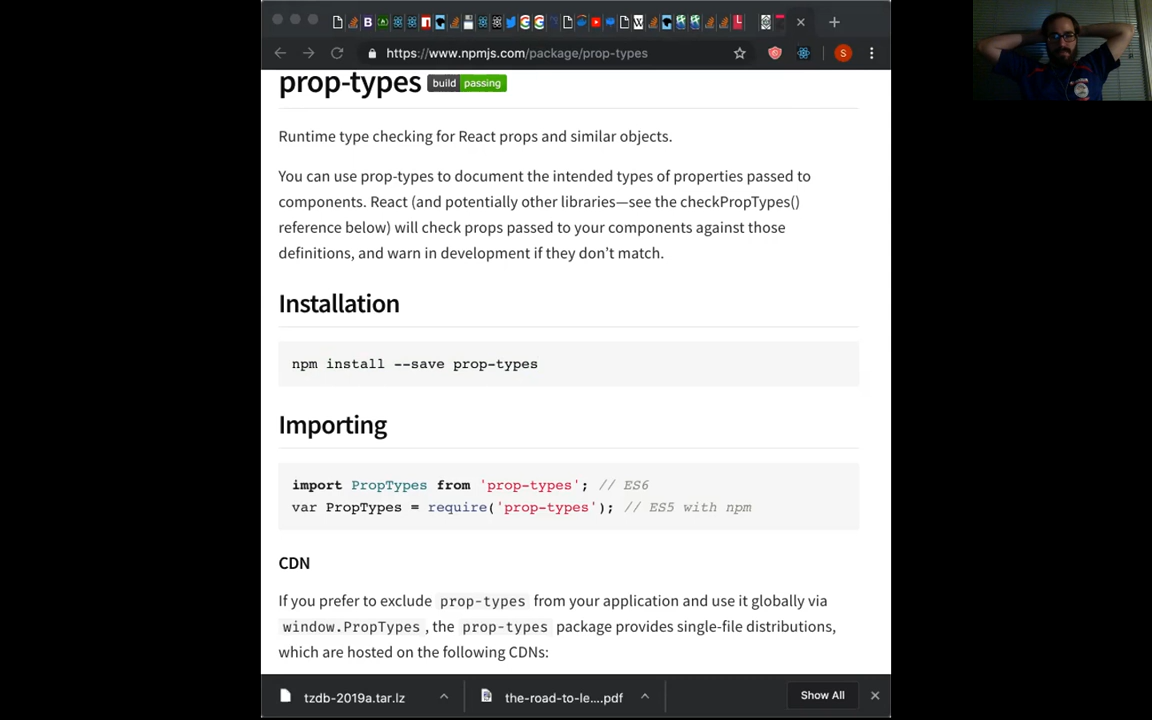 https://www.npmjs.com/package/prop-types
S
prop-types build passing
Runtime type checking for React props and similar objects.
You can use prop-types to document the intended types of properties passed to
components. React (and potentially other libraries—see the checkPropTypes()
reference below) will check props passed to your components against those
definitions, and warn in development if they don't match.
Installation
npm install --save prop-types
Importing
import PropTypes from 'prop-types'; // ES6
var PropTypes = require('prop-types'); // ES5 with npm
CDN
If you prefer to exclude prop-types from your application and use it globally via
window.PropTypes, the prop-types package provides single-file distributions,
which are hosted on the following CDNs:
tzdb-2019a.tar.lz the-road-to-le....pdf Show All